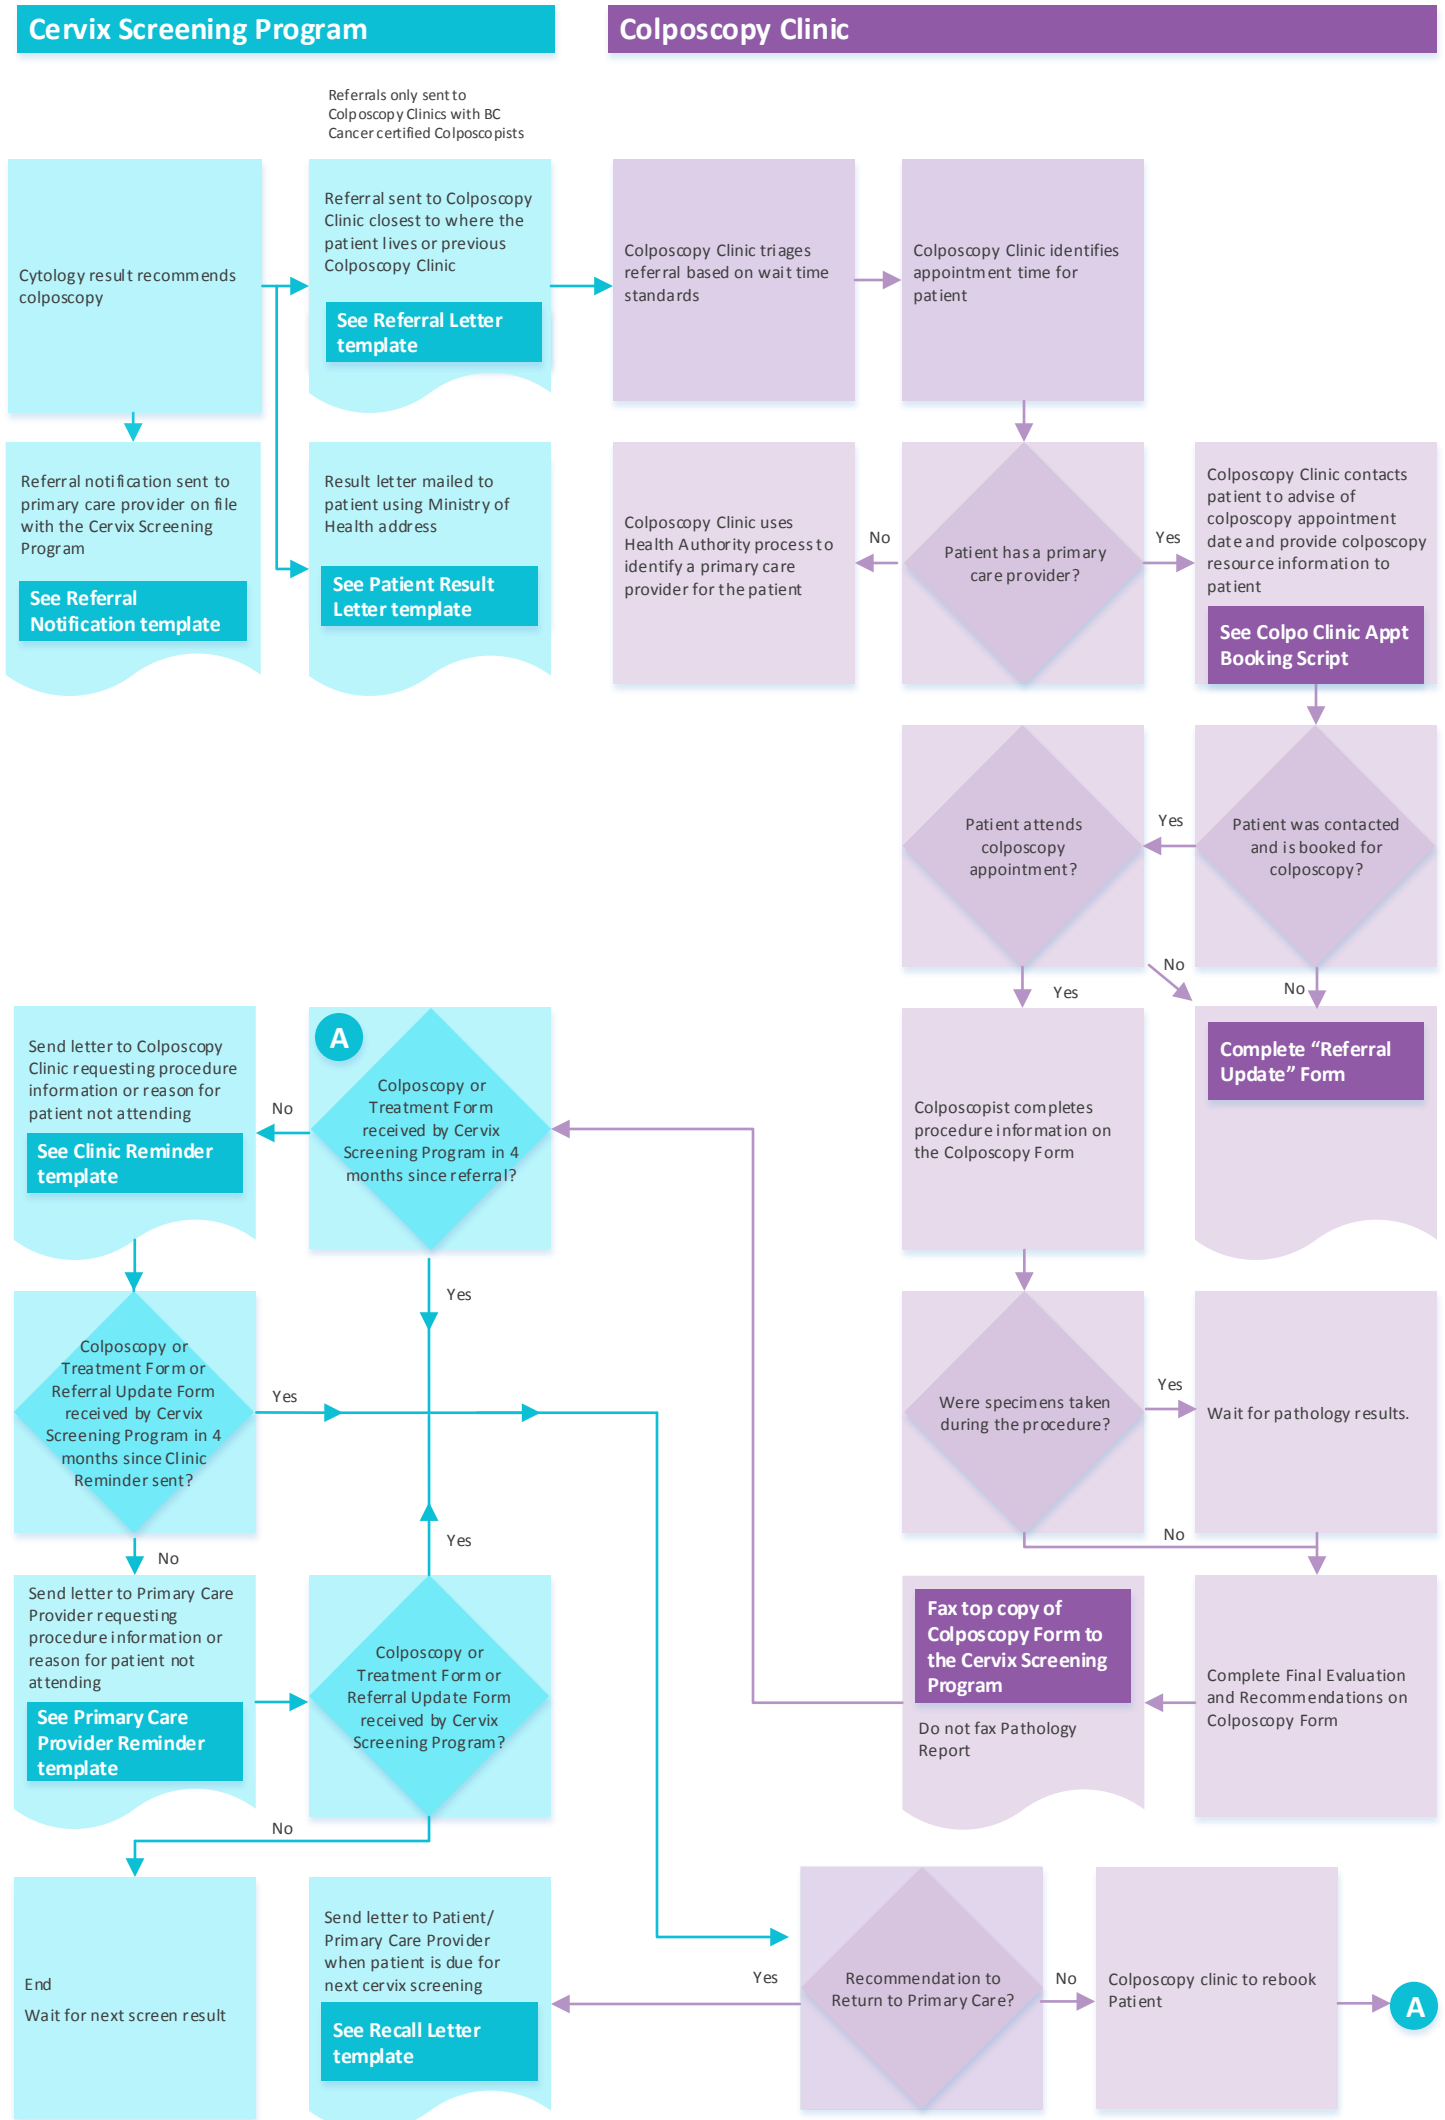 Cervix Screening Program
Colposcopy Clinic
Referrals only sent to
Colposcopy Clinics with BC
Cancer certified Colposcopists
Cytology result recommends
colposcopy
Referral sent to Colposcopy
Clinic closest to where the
patient lives or previous
Colposcopy Clinic
See Referral Letter
template
Colposcopy Clinic triages
referral based on wait time
standards
Colposcopy Clinic identifies
appointment time for
patient
Referral notification sent to
primary care provider on file
with the Cervix Screening
Program
See Referral
Notification template
Result letter mailed to
patient using Ministry of
Health address
See Patient Result
Letter template
Colposcopy Clinic uses
Health Authority process to
identify a primary care
provider for the patient
No
Patient has a primary
care provider?
Yes
Colposcopy Clinic contacts
patient to advise of
colposcopy appointment
date and provide colposcopy
resource information to
patient
See Colpo Clinic Appt
Booking Script
Patient attends
colposcopy
appointment?
Yes
Patient was contacted
and is booked for
colposcopy?
No
Yes
No
Send letter to Colposcopy
Clinic requesting procedure
information or reason for
patient not attending
See Clinic Reminder
template
No
A
Colposcopy or
Treatment Form
received by Cervix
Screening Program in 4
months since referral?
Yes
Colposcopist completes
procedure information on
the Colposcopy Form
Complete “Referral
Update” Form
Colposcopy or
Treatment Form or
Referral Update Form
received by Cervix
Screening Program in 4
months since Clinic
Reminder sent?
Yes
No
Were specimens taken
during the procedure?
Yes
Wait for pathology results.
No
Send letter to Primary Care
Provider requesting
procedure information or
reason for patient not
attending
See Primary Care
Provider Reminder
template
Yes
Colposcopy or
Treatment Form or
Referral Update Form
received by Cervix
Screening Program?
No
Fax top copy of
Colposcopy Form to
the Cervix Screening
Program
Do not fax Pathology
Report
Complete Final Evaluation
and Recommendations on
Colposcopy Form
End
Wait for next screen result
Send letter to Patient/
Primary Care Provider
when patient is due for
next cervix screening
See Recall Letter
template
Yes
Recommendation to
Return to Primary Care?
No
Colposcopy clinic to rebook
Patient
A